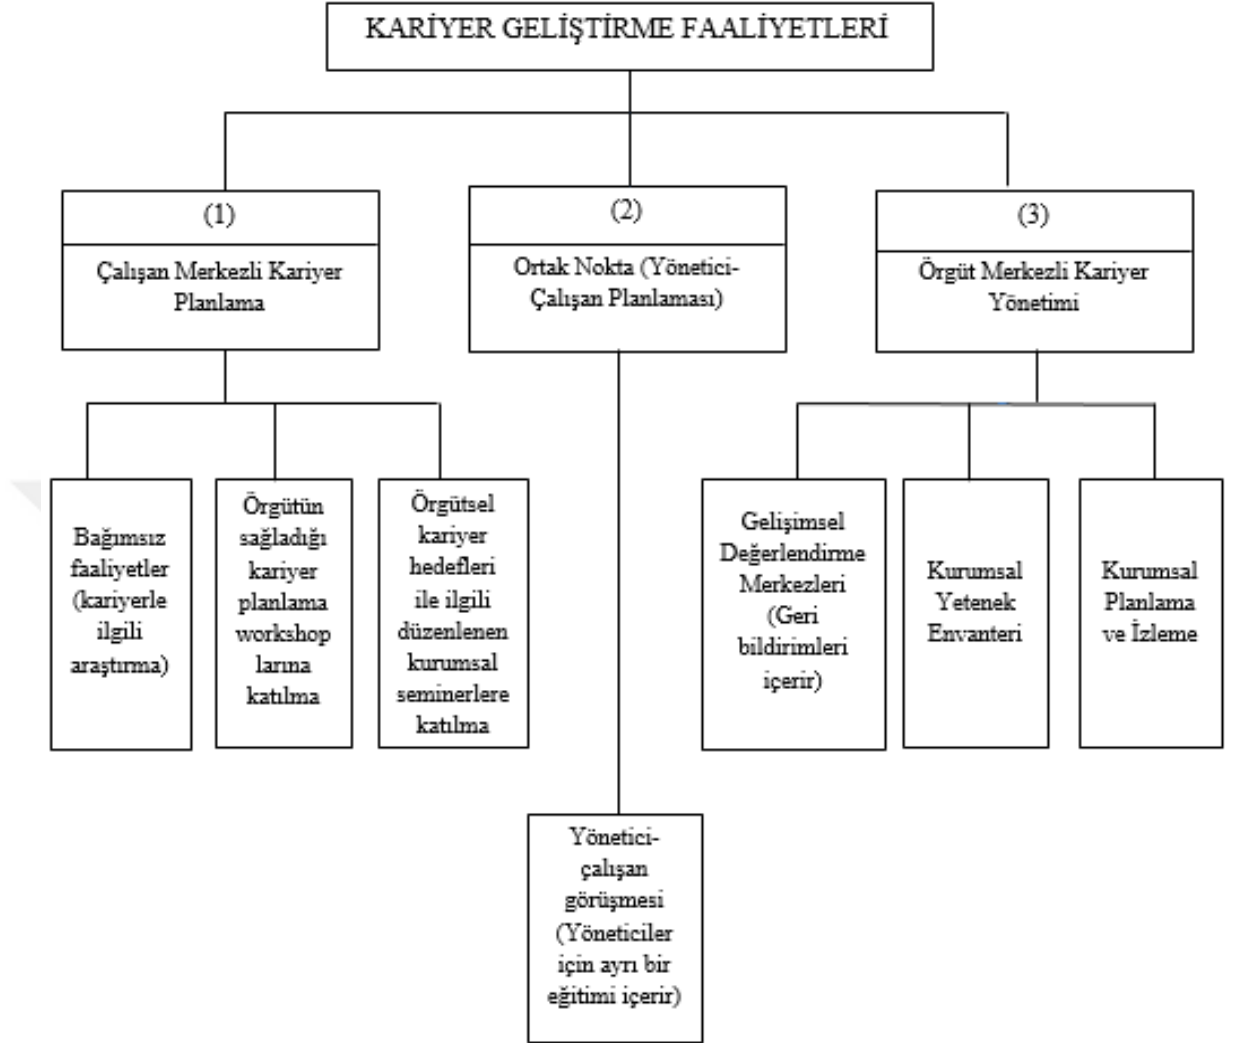 KARİYER GELİŞTİRME FAALİYETLERİ
(1)
Çalışan Merkezli Kariyer
Planlama
(2)
Ortak Nokta (Yönetici-
Çalışan Planlaması)
(3)
Örgüt Merkezli Kariyer
Yönetimi
Bağımsız
faaliyetler
(kariyerle
ilgili
araştırma)
Örgütün
sağladığı
kariyer
planlama
workshop
larına
katılma
Örgütsel
kariyer
hedefleri
ile ilgili
düzenlenen
kurumsal
seminerlere
katılma
Gelişimsel
Değerlendirme
Merkezleri
(Geri
bildirimleri
içerir)
Kurumsal
Yetenek
Envanteri
Kurumsal
Planlama
ve İzleme
Yönetici-
çalışan
görüşmesi
(Yöneticiler
için ayrı bir
eğitimi içerir)